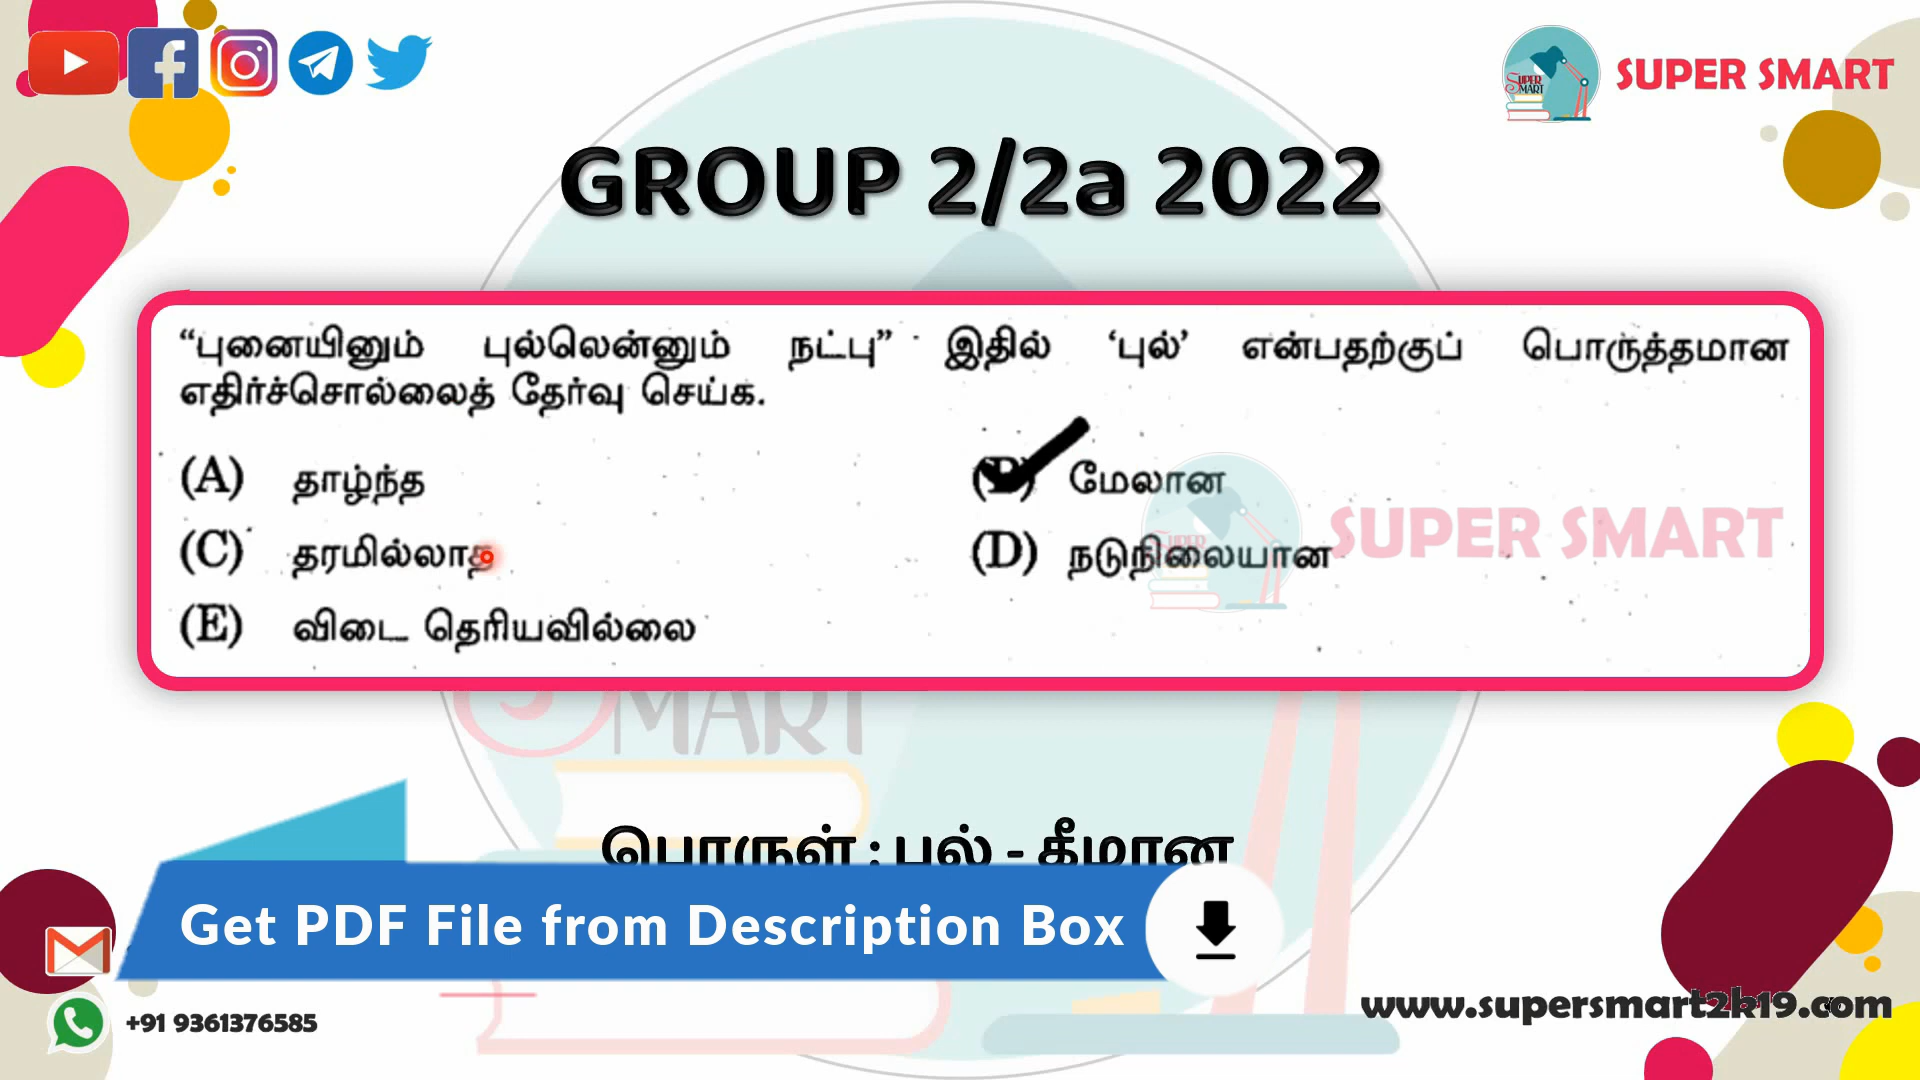 SUPER SMART
GROUP 2/2a 2022
“புனையினும் புல்லென்னும் நட்பு” இதில் ‘புல்’ என்பதற்குப் பொருத்தமான
எதிர்ச்சொல்லைத் தேர்வு செய்க.
(A) தாழ்ந்த
(B) மேலான
(C) தரமில்லாத
(D) நடுநிலையான
(E) விடை தெரியவில்லை
SUPER SMART
MART
பொருள் : புல் - கீழான
Get PDF File from Description Box
+91 9361376585
www.supersmart2k19.com